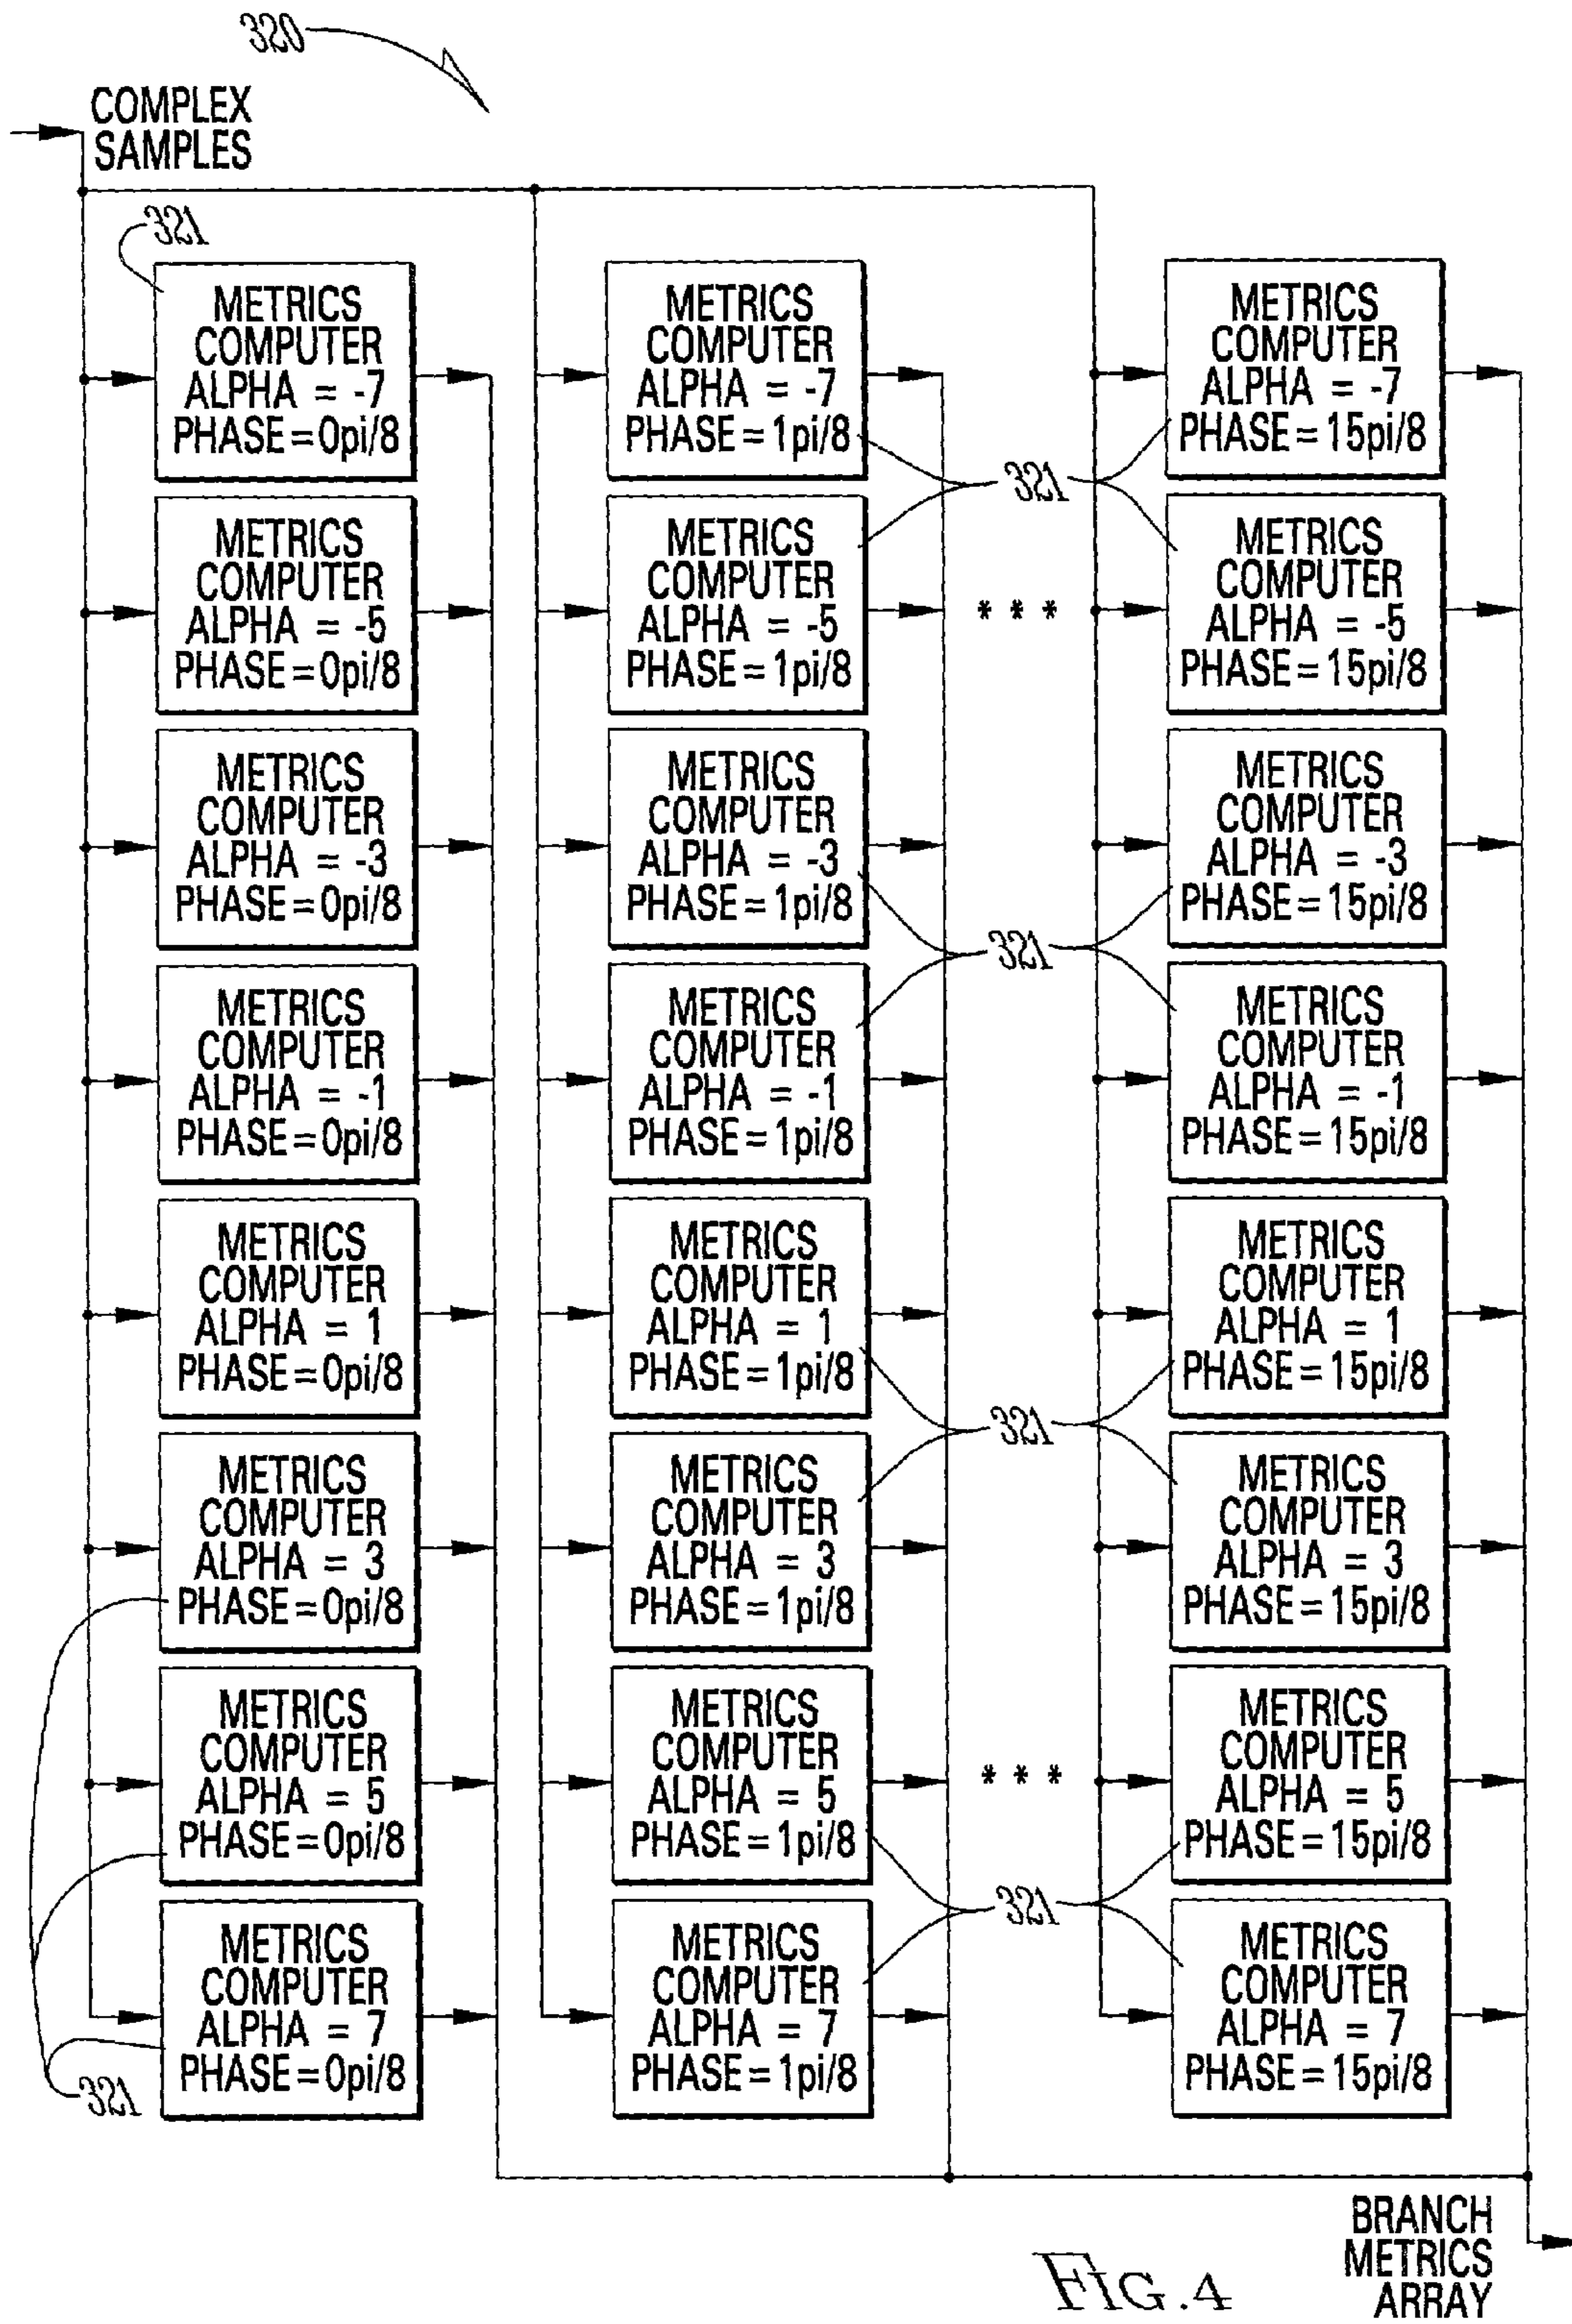 320
COMPLEX
SAMPLES
321
METRICS
COMPUTER
ALPHA = -7
PHASE = 0pi/8
METRICS
COMPUTER
ALPHA = -7
PHASE = 1pi/8
METRICS
COMPUTER
ALPHA = -7
PHASE = 15pi/8
321
METRICS
COMPUTER
ALPHA = -5
PHASE = 0pi/8
METRICS
COMPUTER
ALPHA = -5
PHASE = 1pi/8
* * *
METRICS
COMPUTER
ALPHA = -5
PHASE = 15pi/8
METRICS
COMPUTER
ALPHA = -3
PHASE = 0pi/8
METRICS
COMPUTER
ALPHA = -3
PHASE = 1pi/8
METRICS
COMPUTER
ALPHA = -3
PHASE = 15pi/8
321
METRICS
COMPUTER
ALPHA = -1
PHASE = 0pi/8
METRICS
COMPUTER
ALPHA = -1
PHASE = 1pi/8
METRICS
COMPUTER
ALPHA = -1
PHASE = 15pi/8
METRICS
COMPUTER
ALPHA = 1
PHASE = 0pi/8
METRICS
COMPUTER
ALPHA = 1
PHASE = 1pi/8
METRICS
COMPUTER
ALPHA = 1
PHASE = 15pi/8
321
METRICS
COMPUTER
ALPHA = 3
PHASE = 0pi/8
METRICS
COMPUTER
ALPHA = 3
PHASE = 1pi/8
METRICS
COMPUTER
ALPHA = 3
PHASE = 15pi/8
METRICS
COMPUTER
ALPHA = 5
PHASE = 0pi/8
METRICS
COMPUTER
ALPHA = 5
PHASE = 1pi/8
* * *
METRICS
COMPUTER
ALPHA = 5
PHASE = 15pi/8
321
METRICS
COMPUTER
ALPHA = 7
PHASE = 0pi/8
METRICS
COMPUTER
ALPHA = 7
PHASE = 1pi/8
METRICS
COMPUTER
ALPHA = 7
PHASE = 15pi/8
321
BRANCH
METRICS
ARRAY
FIG. 4